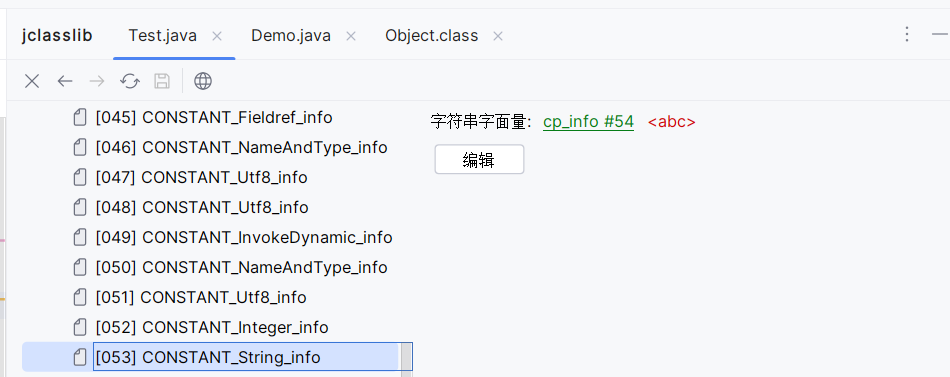 jclasslib Test.java Demo.java Object.class
[045] CONSTANT_Fieldref_info
[046] CONSTANT_NameAndType_info
[047] CONSTANT_Utf8_info
[048] CONSTANT_Utf8_info
[049] CONSTANT_InvokeDynamic_info
[050] CONSTANT_NameAndType_info
[051] CONSTANT_Utf8_info
[052] CONSTANT_Integer_info
[053] CONSTANT_String_info
字符串字面量: cp_info #54 <abc>
编辑